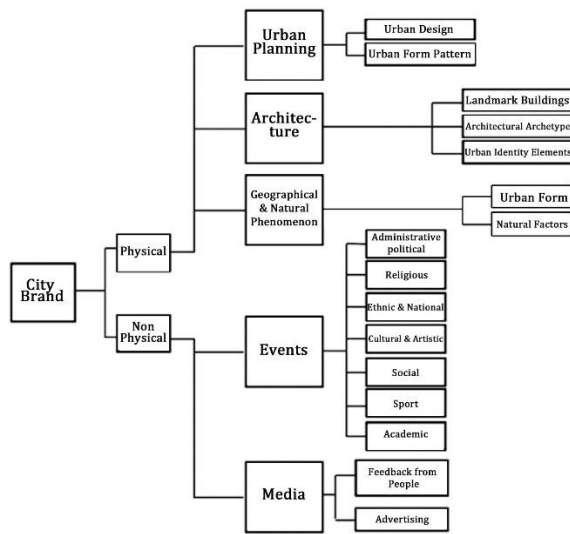 Urban
Planning
Urban Design
Urban Form Pattern
Architec-
ture
Landmark Buildings
Architectural Archetype
Urban Identity Elements
Geographical
& Natural
Phenomenon
Urban Form
Natural Factors
Physical
City
Brand
Non
Physical
Events
Administrative
political
Religious
Ethnic & National
Cultural & Artistic
Social
Sport
Academic
Media
Feedback from
People
Advertising